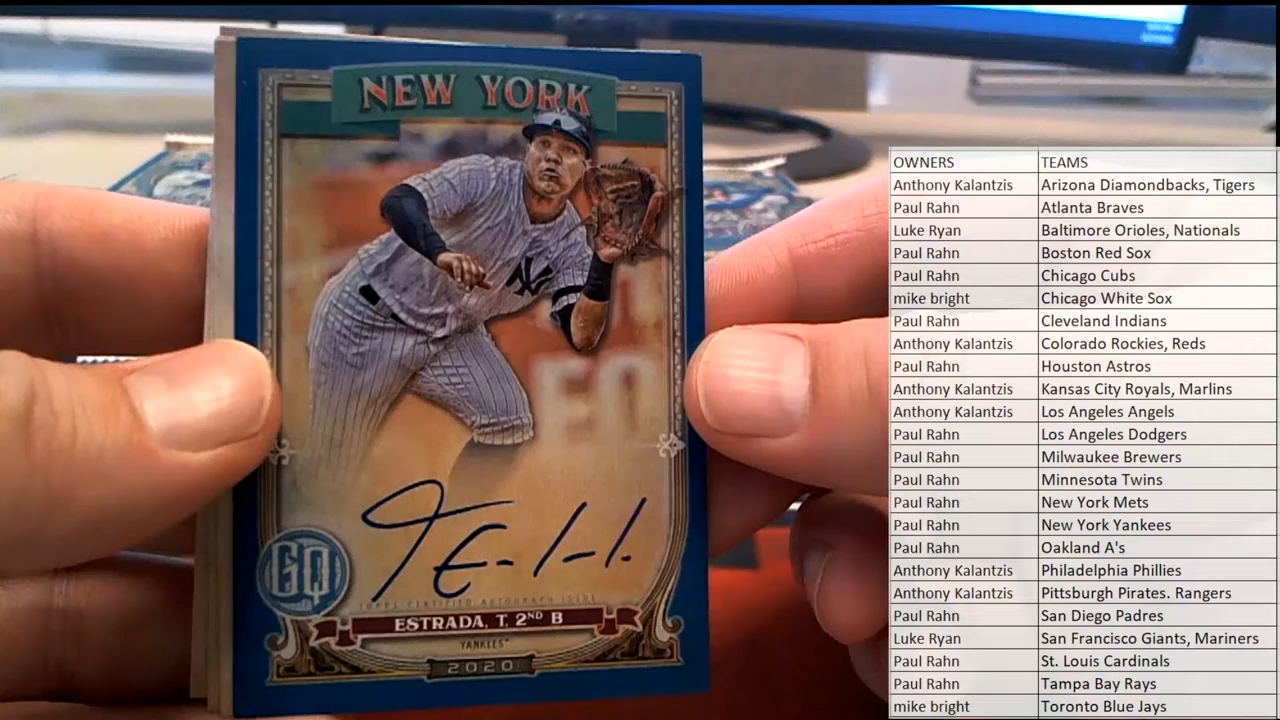 NEW YORK
NY
GQ
TOPPS CERTIFIED AUTOGRAPH ISSUE
ESTRADA, T. 2ND B
YANKEES
2020
OWNERS TEAMS
Anthony Kalantzis Arizona Diamondbacks, Tigers
Paul Rahn Atlanta Braves
Luke Ryan Baltimore Orioles, Nationals
Paul Rahn Boston Red Sox
Paul Rahn Chicago Cubs
mike bright Chicago White Sox
Paul Rahn Cleveland Indians
Anthony Kalantzis Colorado Rockies, Reds
Paul Rahn Houston Astros
Anthony Kalantzis Kansas City Royals, Marlins
Anthony Kalantzis Los Angeles Angels
Paul Rahn Los Angeles Dodgers
Paul Rahn Milwaukee Brewers
Paul Rahn Minnesota Twins
Paul Rahn New York Mets
Paul Rahn New York Yankees
Paul Rahn Oakland A's
Anthony Kalantzis Philadelphia Phillies
Anthony Kalantzis Pittsburgh Pirates. Rangers
Paul Rahn San Diego Padres
Luke Ryan San Francisco Giants, Mariners
Paul Rahn St. Louis Cardinals
Paul Rahn Tampa Bay Rays
mike bright Toronto Blue Jays